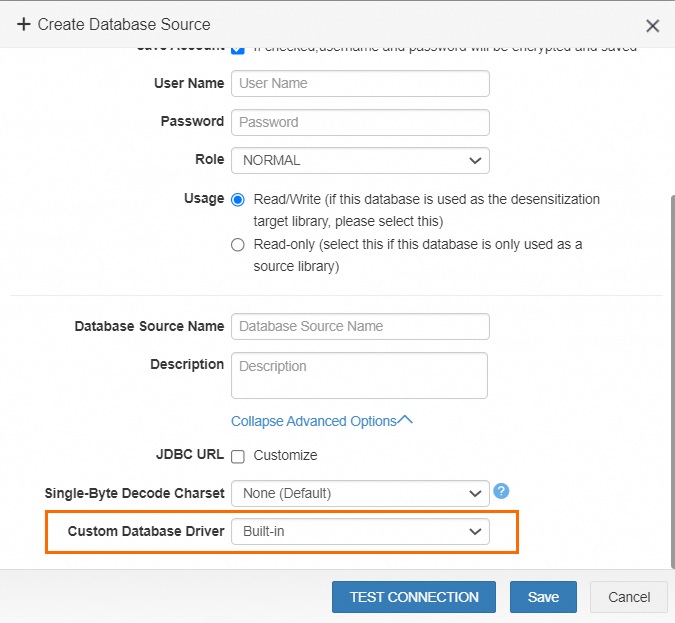 + Create Database Source
Save Account If checked,username and password will be encrypted and saved
User Name User Name
Password Password
Role NORMAL
Usage Read/Write (if this database is used as the desensitization
target library, please select this)
Read-only (select this if this database is only used as a
source library)
Database Source Name Database Source Name
Description Description
Collapse Advanced Options
JDBC URL Customize
Single-Byte Decode Charset None (Default) ?
Custom Database Driver Built-in
TEST CONNECTION Save Cancel